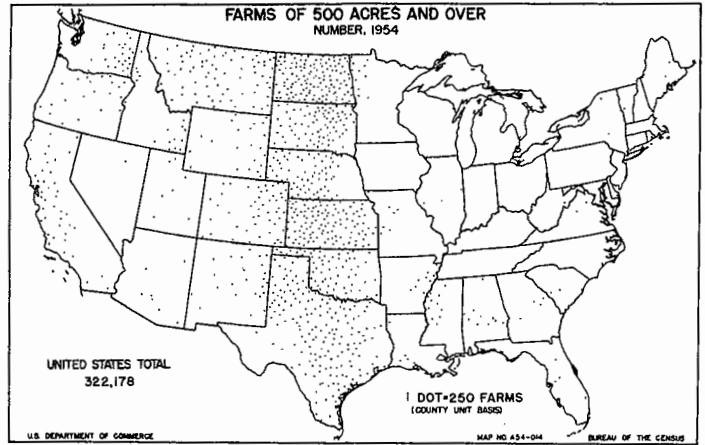 FARMS OF 500 ACRES AND OVER
NUMBER, 1954
UNITED STATES TOTAL
322,178
1 DOT=250 FARMS
(COUNTY UNIT BASIS)
U.S. DEPARTMENT OF COMMERCE
MAP NO. A54-014
BUREAU OF THE CENSUS